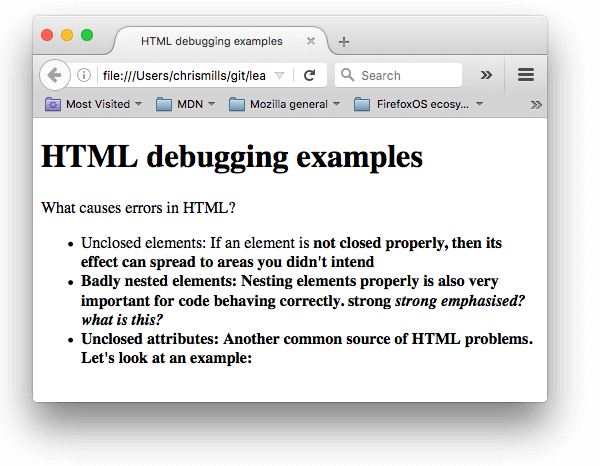 HTML debugging examples
file:///Users/chrismills/git/lea
Search
Most Visited
MDN
Mozilla general
FirefoxOS ecosy...
HTML debugging examples
What causes errors in HTML?
Unclosed elements: If an element is not closed properly, then its
effect can spread to areas you didn't intend
Badly nested elements: Nesting elements properly is also very
important for code behaving correctly. strong strong emphasised?
what is this?
Unclosed attributes: Another common source of HTML problems.
Let's look at an example: